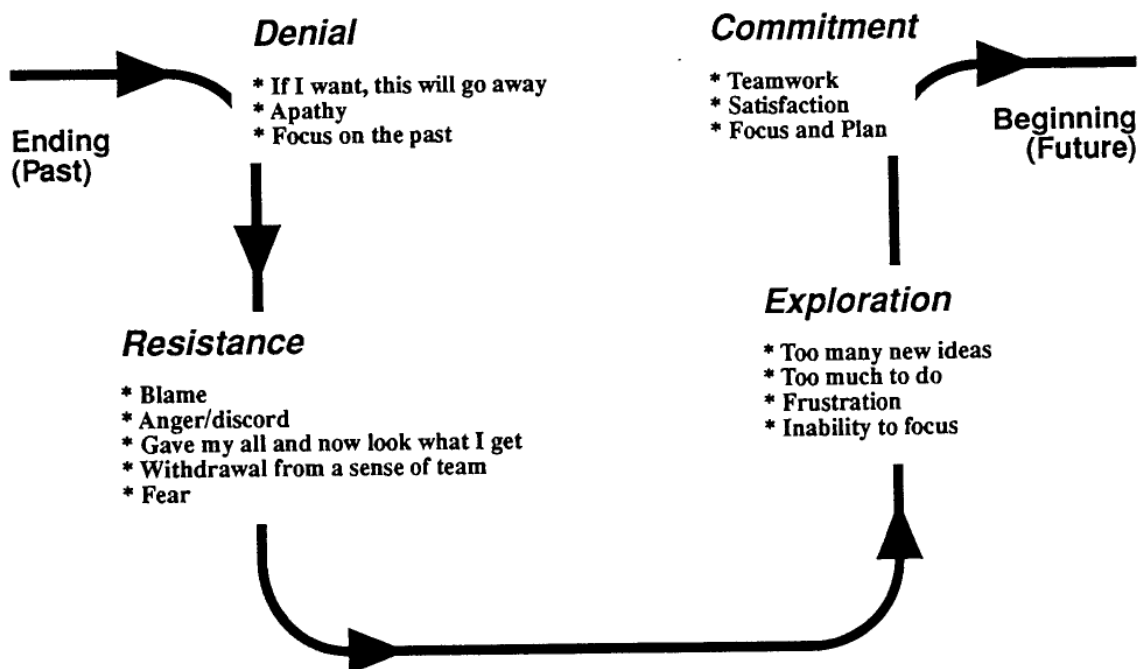 Denial
* If I want, this will go away
* Apathy
* Focus on the past
Ending
(Past)
Resistance
* Blame
* Anger/discord
* Gave my all and now look what I get
* Withdrawal from a sense of team
* Fear
Exploration
* Too many new ideas
* Too much to do
* Frustration
* Inability to focus
Commitment
* Teamwork
* Satisfaction
* Focus and Plan
Beginning
(Future)